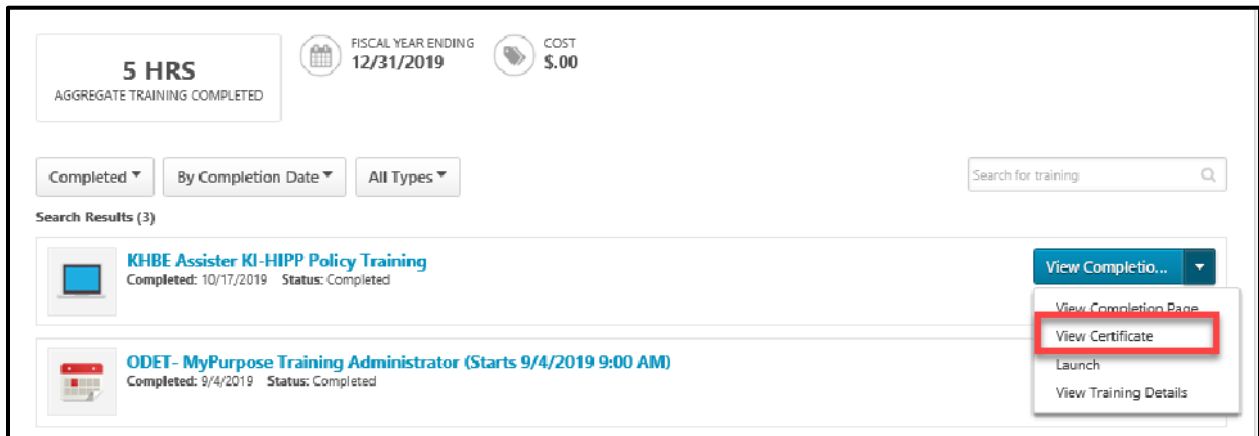 5 HRS
AGGREGATE TRAINING COMPLETED
FISCAL YEAR ENDING
12/31/2019
COST
$.00
Completed
By Completion Date
All Types
Search for training
Search Results (3)
KHBE Assister KI-HIPP Policy Training
Completed: 10/17/2019 Status: Completed
View Completio...
View Completion Page
View Certificate
Launch
View Training Details
ODET- MyPurpose Training Administrator (Starts 9/4/2019 9:00 AM)
Completed: 9/4/2019 Status: Completed